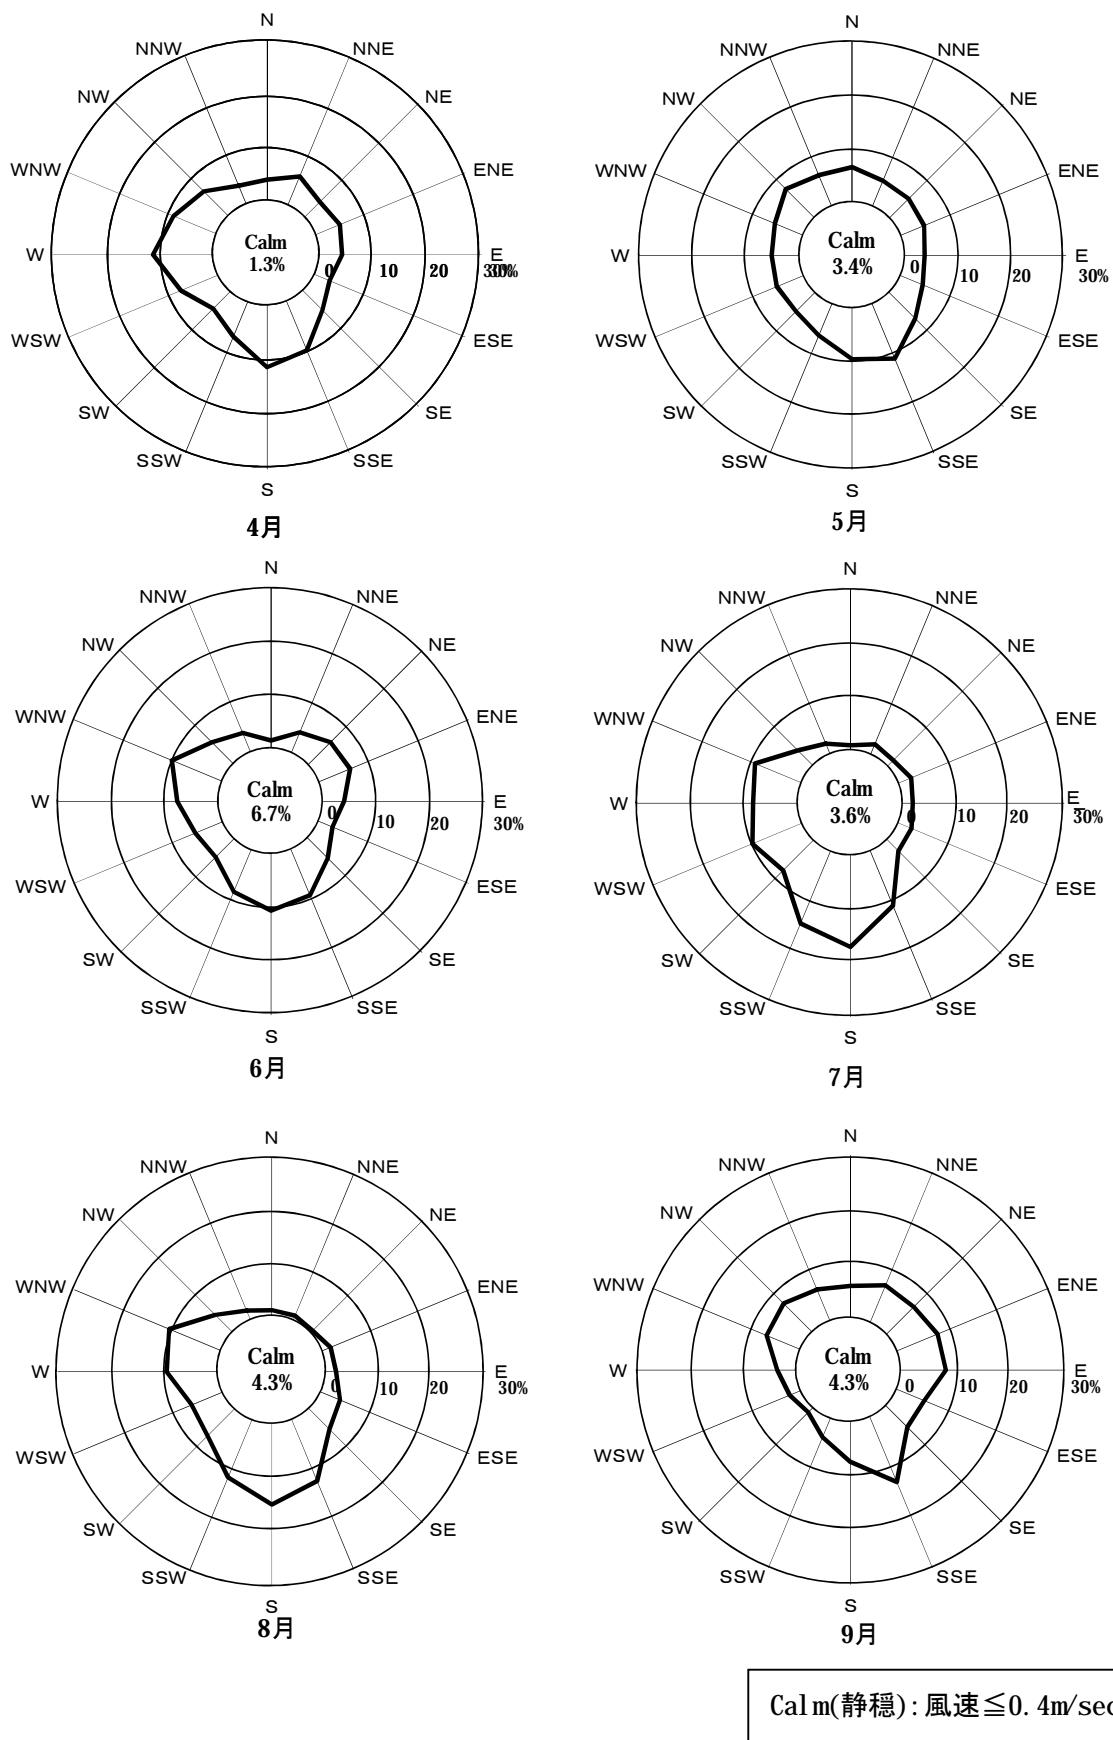 N
NNW
NNE
NW
NE
WNW
ENE
Calm
1.3%
W
E
0
10
20
30%
WSW
ESE
SW
SE
SSW
SSE
S
4月
N
NNW
NNE
NW
NE
WNW
ENE
Calm
3.4%
W
E
0
10
20
30%
WSW
ESE
SW
SE
SSW
SSE
S
5月
N
NNW
NNE
NW
NE
WNW
ENE
Calm
6.7%
W
E
0
10
20
30%
WSW
ESE
SW
SE
SSW
SSE
S
6月
N
NNW
NNE
NW
NE
WNW
ENE
Calm
3.6%
W
E
0
10
20
30%
WSW
ESE
SW
SE
SSW
SSE
S
7月
N
NNW
NNE
NW
NE
WNW
ENE
Calm
4.3%
W
E
0
10
20
30%
WSW
ESE
SW
SE
SSW
SSE
S
8月
N
NNW
NNE
NW
NE
WNW
ENE
Calm
4.3%
W
E
0
10
20
30%
WSW
ESE
SW
SE
SSW
SSE
S
9月
Calm(静穏):風速≦0.4m/sec